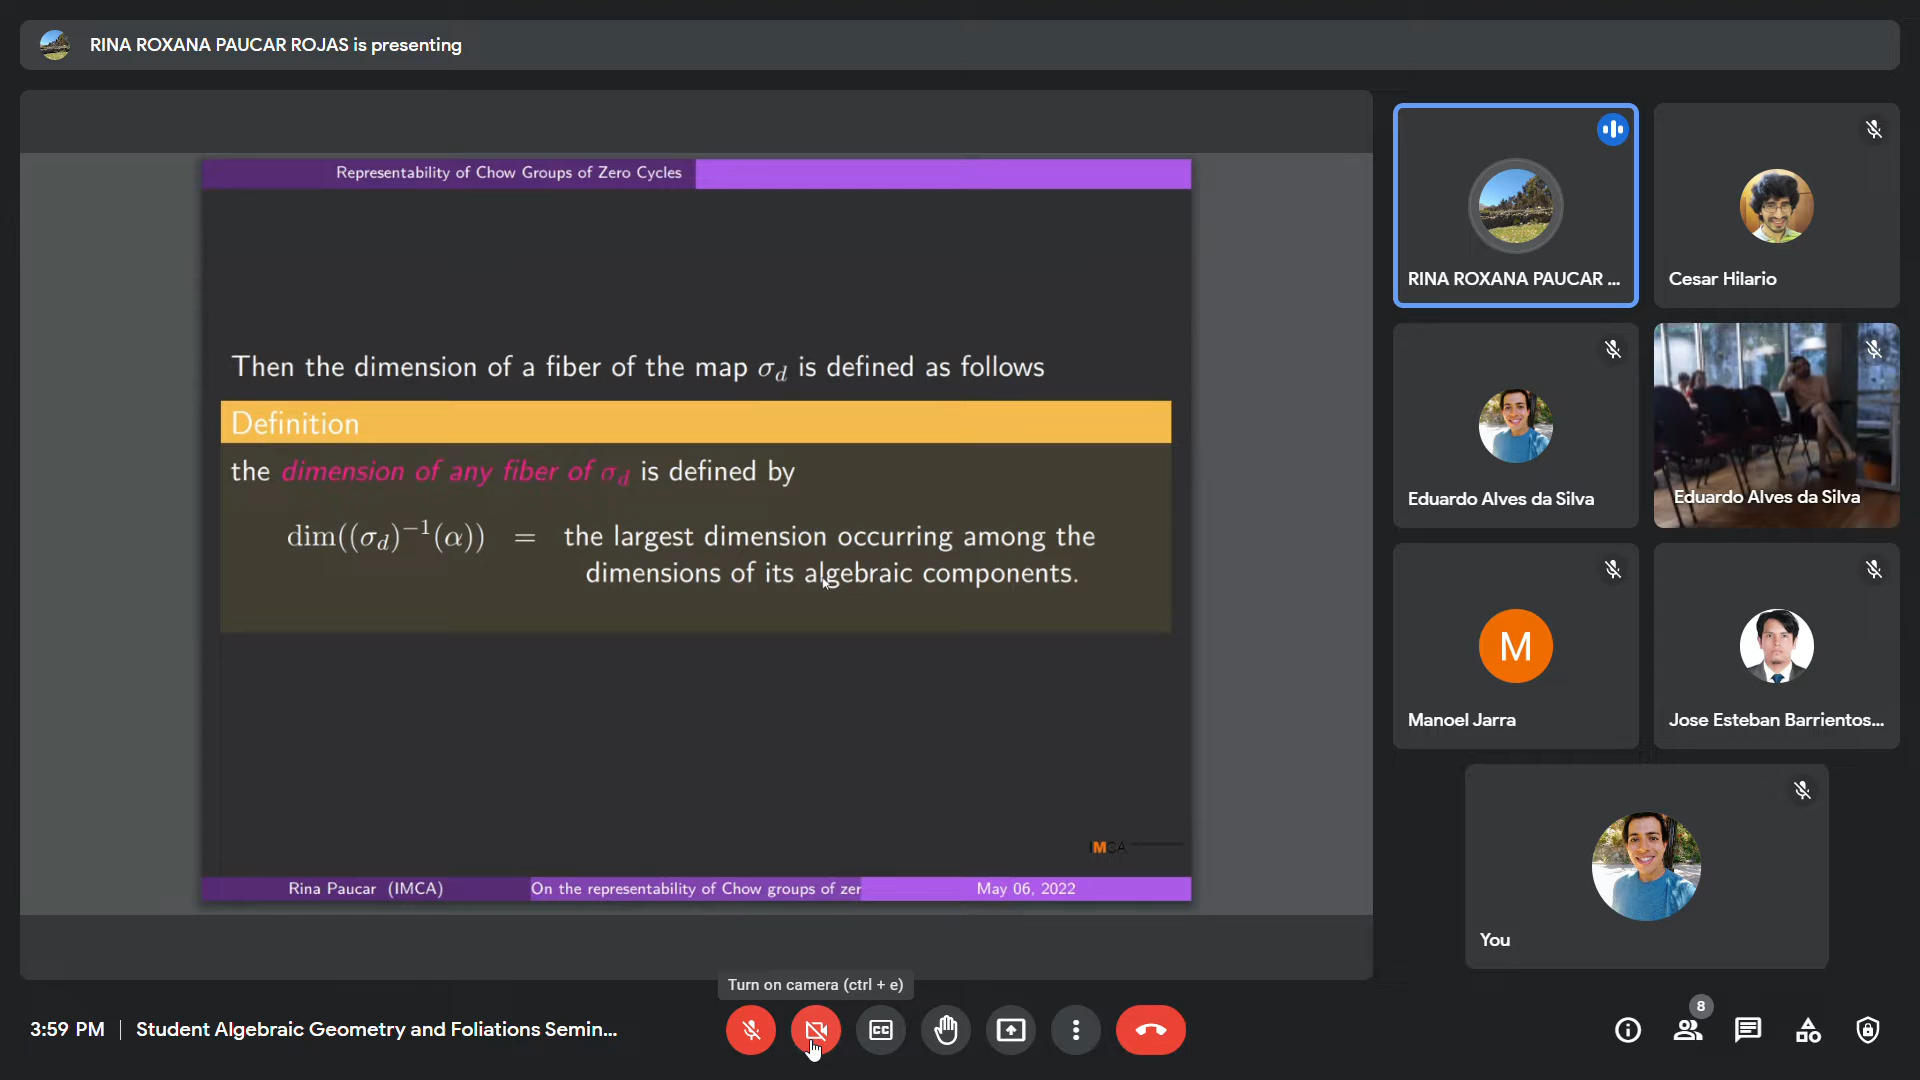 RINA ROXANA PAUCAR ROJAS is presenting
Representability of Chow Groups of Zero Cycles
Then the dimension of a fiber of the map σ_d is defined as follows
Definition
the dimension of any fiber of σ_d is defined by
dim((σ_d)^{-1}(α)) = the largest dimension occurring among the
dimensions of its algebraic components.
IMCA
Rina Paucar (IMCA) On the representability of Chow groups of zer May 06, 2022
RINA ROXANA PAUCAR ...
Cesar Hilario
Eduardo Alves da Silva
Eduardo Alves da Silva
M
Manoel Jarra
Jose Esteban Barrientos...
You
Turn on camera (ctrl + e)
3:59 PM | Student Algebraic Geometry and Foliations Semin...
CC
8